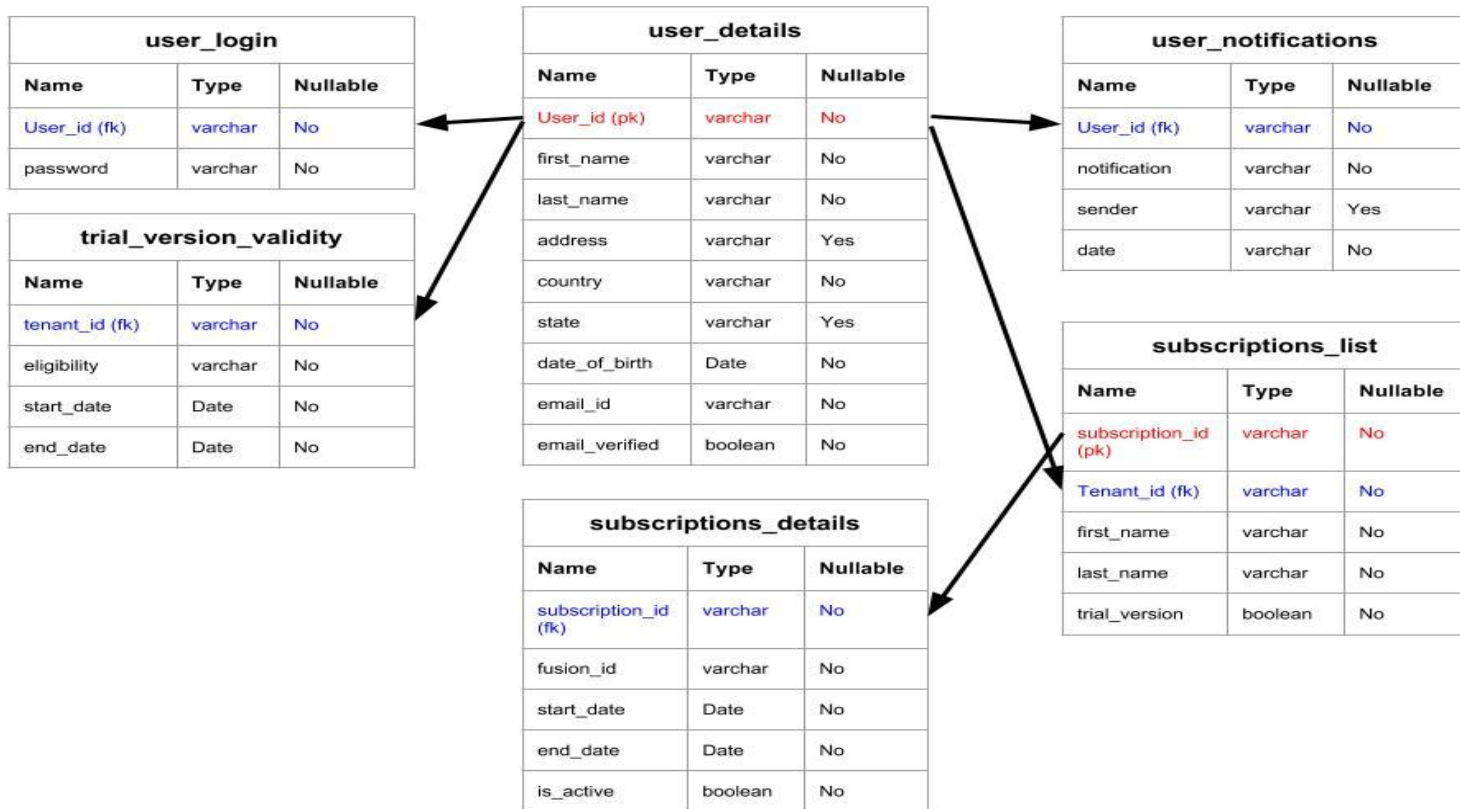 user_login
Name Type Nullable
User_id (fk) varchar No
password varchar No
trial_version_validity
Name Type Nullable
tenant_id (fk) varchar No
eligibility varchar No
start_date Date No
end_date Date No
user_details
Name Type Nullable
User_id (pk) varchar No
first_name varchar No
last_name varchar No
address varchar Yes
country varchar No
state varchar Yes
date_of_birth Date No
email_id varchar No
email_verified boolean No
subscriptions_details
Name Type Nullable
subscription_id varchar No
(fk)
fusion_id varchar No
start_date Date No
end_date Date No
is_active boolean No
user_notifications
Name Type Nullable
User_id (fk) varchar No
notification varchar No
sender varchar Yes
date varchar No
subscriptions_list
Name Type Nullable
subscription_id varchar No
(pk)
Tenant_id (fk) varchar No
first_name varchar No
last_name varchar No
trial_version boolean No